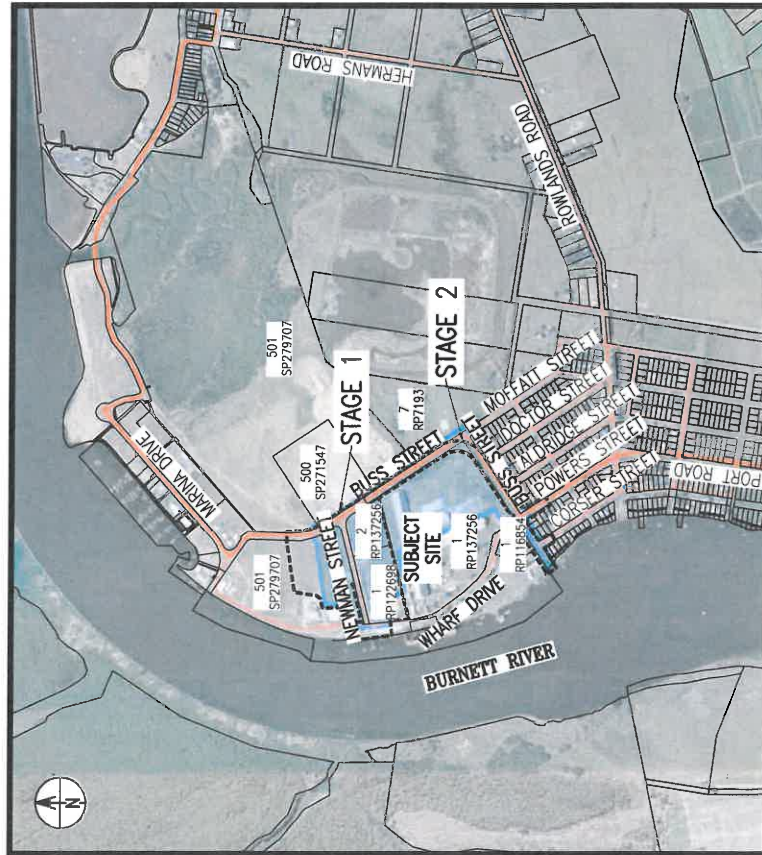 N
HERMANS ROAD
ROWLANDS ROAD
MARINA DRIVE
501
SP279707
500
SP271547
STAGE 1
501
SP279707
NEWMAN STREET
BUSS STREET
7
RP7193
STAGE 2
2
RP137256
1
RP122698
SUBJECT
SITE
1
RP137256
1
RP116854
WHARF DRIVE
BURNETT RIVER
BUSS STREET
MOFFATT STREET
DOCTOR STREET
ALDRIDGE STREET
POWERS STREET
CORSER STREET
PORT ROAD